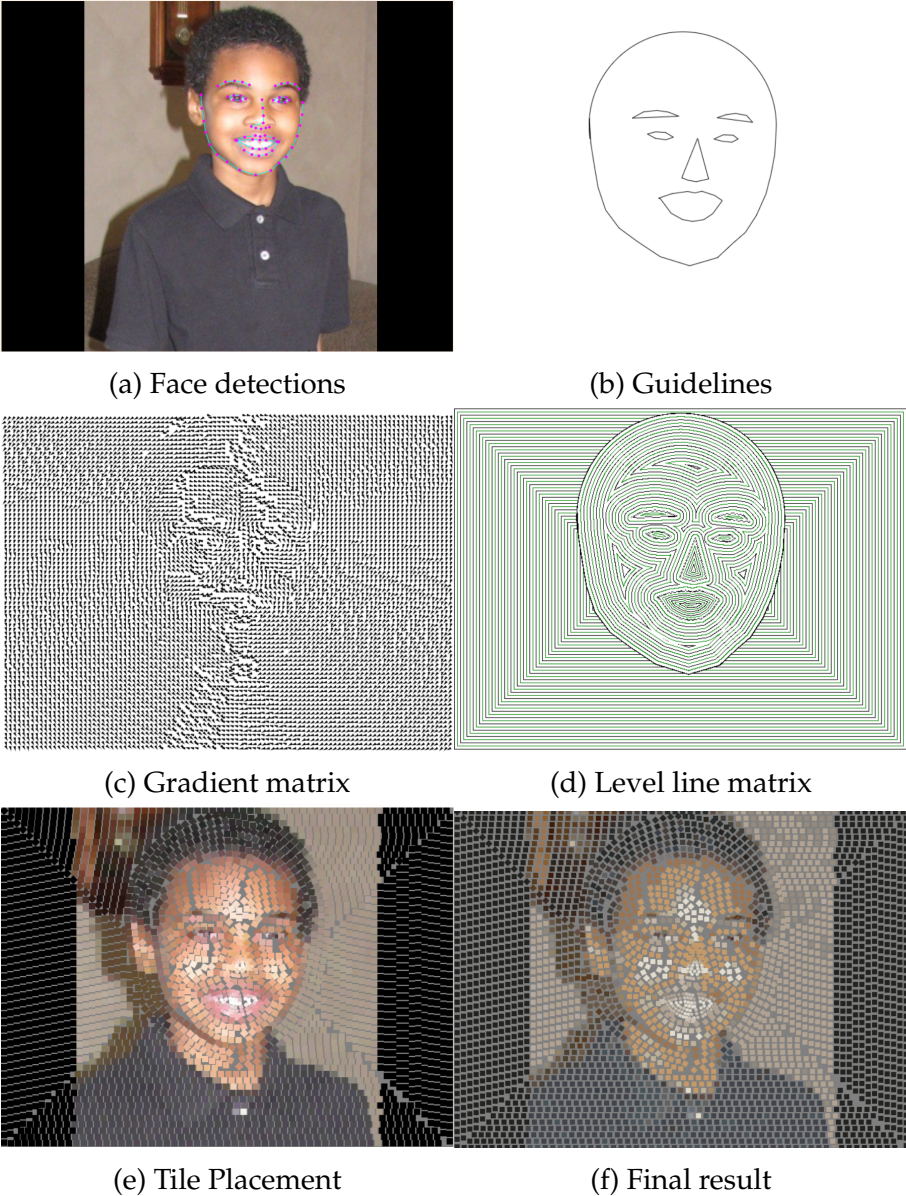 (a) Face detections
(b) Guidelines
(c) Gradient matrix
(d) Level line matrix
(e) Tile Placement
(f) Final result